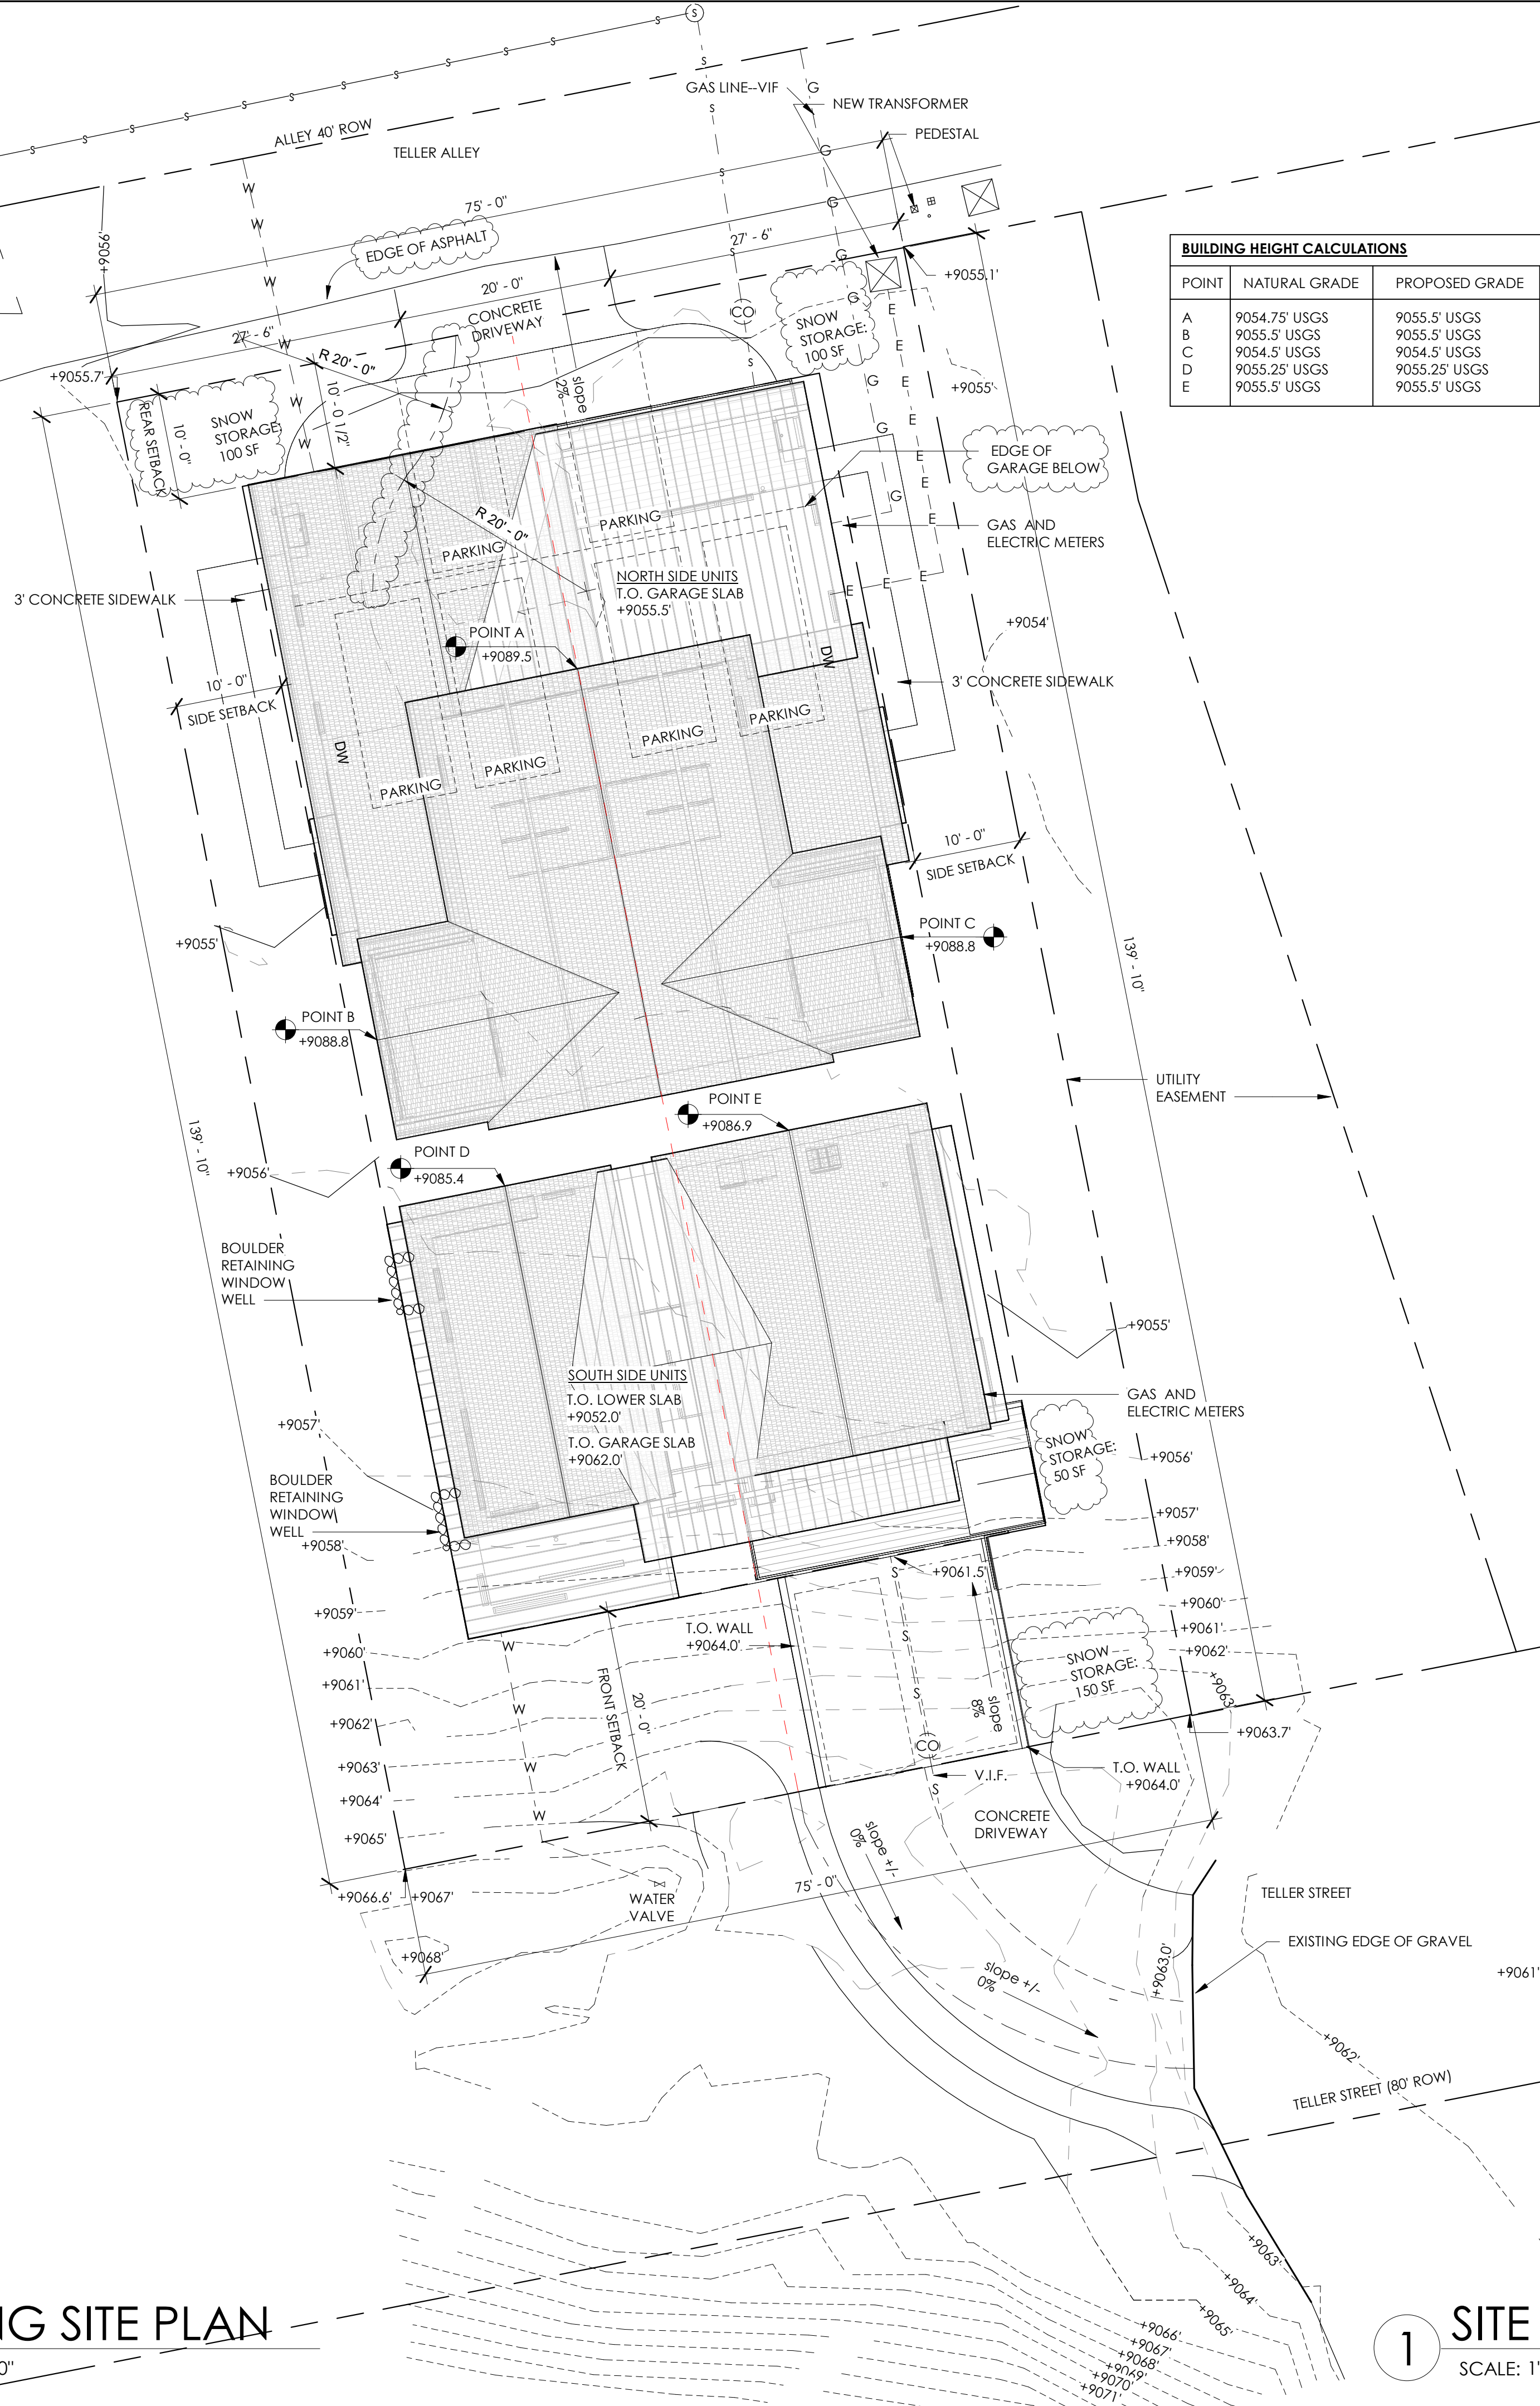 S
S
S
S
S
S
S
S
S
S
S
S
GAS LINE--VIF
G
NEW TRANSFORMER
PEDESTAL
ALLEY 40' ROW
TELLER ALLEY
W
W
W
W
W
W
S
S
S
S
G
G
G
G
G
G
G
G
+9056'
75' - 0"
EDGE OF ASPHALT
27' - 6"
20' - 0"
CONCRETE
DRIVEWAY
27' - 6"
R 20' - 0"
CO
SNOW
STORAGE:
100 SF
+9055.1'
E
E
E
E
E
E
E
E
E
E
+9055'
BUILDING HEIGHT CALCULATIONS
POINT NATURAL GRADE PROPOSED GRADE
A 9054.75' USGS 9055.5' USGS
B 9055.5' USGS 9055.5' USGS
C 9054.5' USGS 9054.5' USGS
D 9055.25' USGS 9055.25' USGS
E 9055.5' USGS 9055.5' USGS
+9055.7'
REAR SETBACK
10' - 0"
SNOW
STORAGE:
100 SF
10' - 0 1/2"
slope
2%
EDGE OF
GARAGE BELOW
R 20' - 0"
PARKING
PARKING
GAS AND
ELECTRIC METERS
NORTH SIDE UNITS
T.O. GARAGE SLAB
+9055.5'
3' CONCRETE SIDEWALK
+9054'
POINT A
+9089.5
DW
DW
10' - 0"
SIDE SETBACK
3' CONCRETE SIDEWALK
PARKING
PARKING
PARKING
PARKING
10' - 0"
SIDE SETBACK
+9055'
POINT C
+9088.8
139' - 10"
POINT B
+9088.8
UTILITY
EASEMENT
POINT E
+9086.9
139' - 10"
+9056'
POINT D
+9085.4
BOULDER
RETAINING
WINDOW
WELL
+9055'
SOUTH SIDE UNITS
T.O. LOWER SLAB
+9052.0'
T.O. GARAGE SLAB
+9062.0'
GAS AND
ELECTRIC METERS
+9057'
SNOW
STORAGE:
50 SF
+9056'
BOULDER
RETAINING
WINDOW
WELL
+9058'
+9057'
+9058'
+9061.5'
+9059'
+9059'
+9060'
+9060'
+9061'
+9061'
+9062'
+9062'
+9063'
+9063'
+9064'
+9065'
T.O. WALL
+9064.0'
S
S
S
S
W
W
W
W
FRONT SETBACK
20' - 0"
SNOW
STORAGE:
150 SF
slope
8%
+9063.7'
CO
V.I.F.
T.O. WALL
+9064.0'
CONCRETE
DRIVEWAY
slope +/-
0%
75' - 0"
+9066.6'
+9067'
WATER
VALVE
TELLER STREET
+9068'
EXISTING EDGE OF GRAVEL
+9061'
slope +/-
0%
+9063.0'
+9062'
TELLER STREET (80' ROW)
+9063'
+9064'
+9065'
+9066'
+9067'
+9068'
+9069'
+9070'
+9071'
NG SITE PLAN
0"
1
SITE
SCALE: 1"